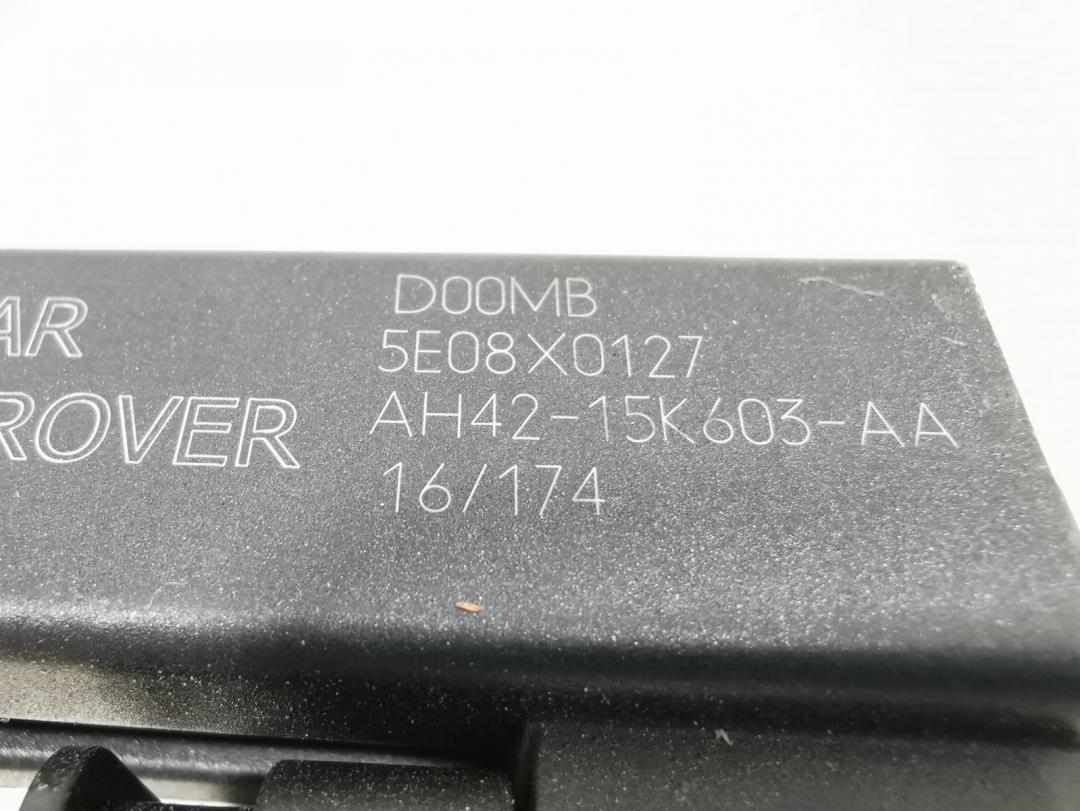 D00MB
AR
5E08X0127
ROVER
AH42-15K603-AA
16/174